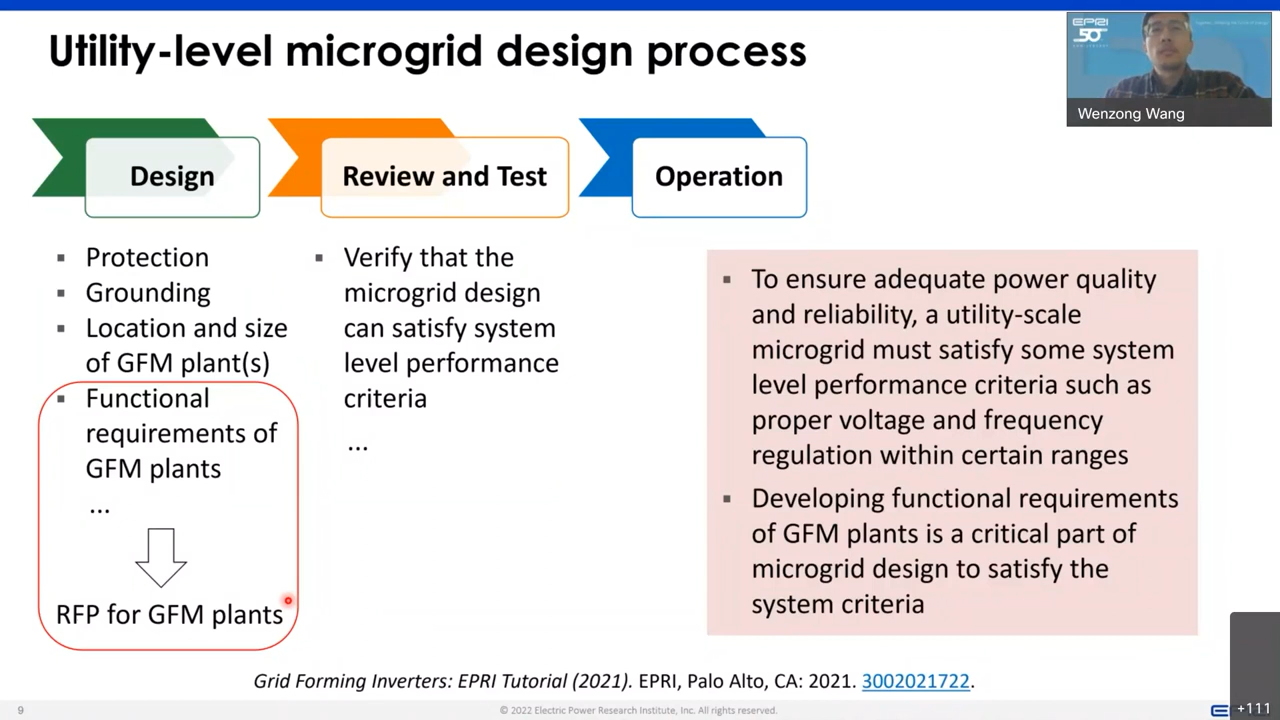 Utility-level microgrid design process
EPRI
50
Wenzong Wang
Design
Review and Test
Operation
▪ Protection
▪ Grounding
▪ Location and size
of GFM plant(s)
▪ Functional
requirements of
GFM plants
...
RFP for GFM plants
▪ Verify that the
microgrid design
can satisfy system
level performance
criteria
...
▪ To ensure adequate power quality
and reliability, a utility-scale
microgrid must satisfy some system
level performance criteria such as
proper voltage and frequency
regulation within certain ranges
▪ Developing functional requirements
of GFM plants is a critical part of
microgrid design to satisfy the
system criteria
Grid Forming Inverters: EPRI Tutorial (2021). EPRI, Palo Alto, CA: 2021. 3002021722.
9
© 2022 Electric Power Research Institute, Inc. All rights reserved.
+111